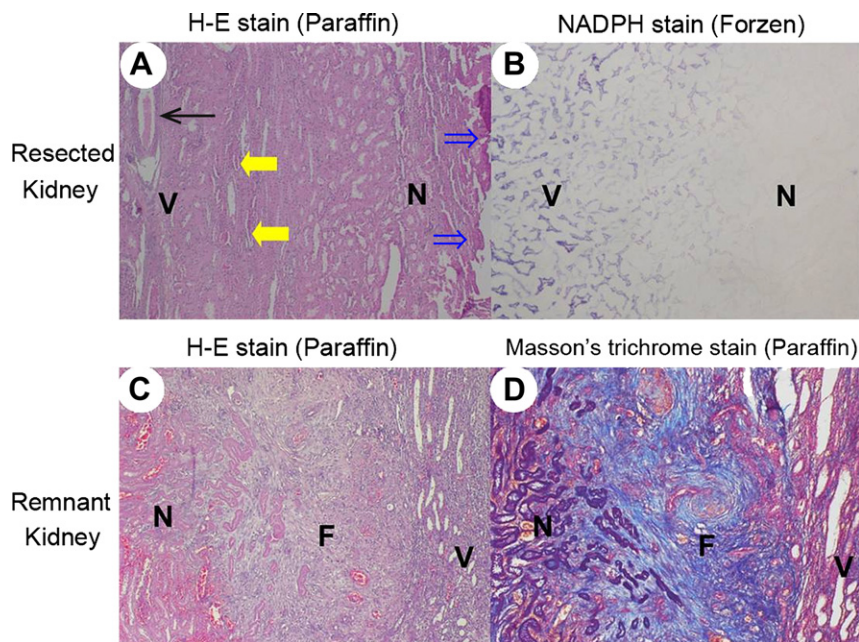 H-E stain (Paraffin)
NADPH stain (Forzen)
A
B
Resected
Kidney
V
N
V
N
H-E stain (Paraffin)
Masson's trichrome stain (Paraffin)
C
D
Remnant
Kidney
N
F
V
N
F
V